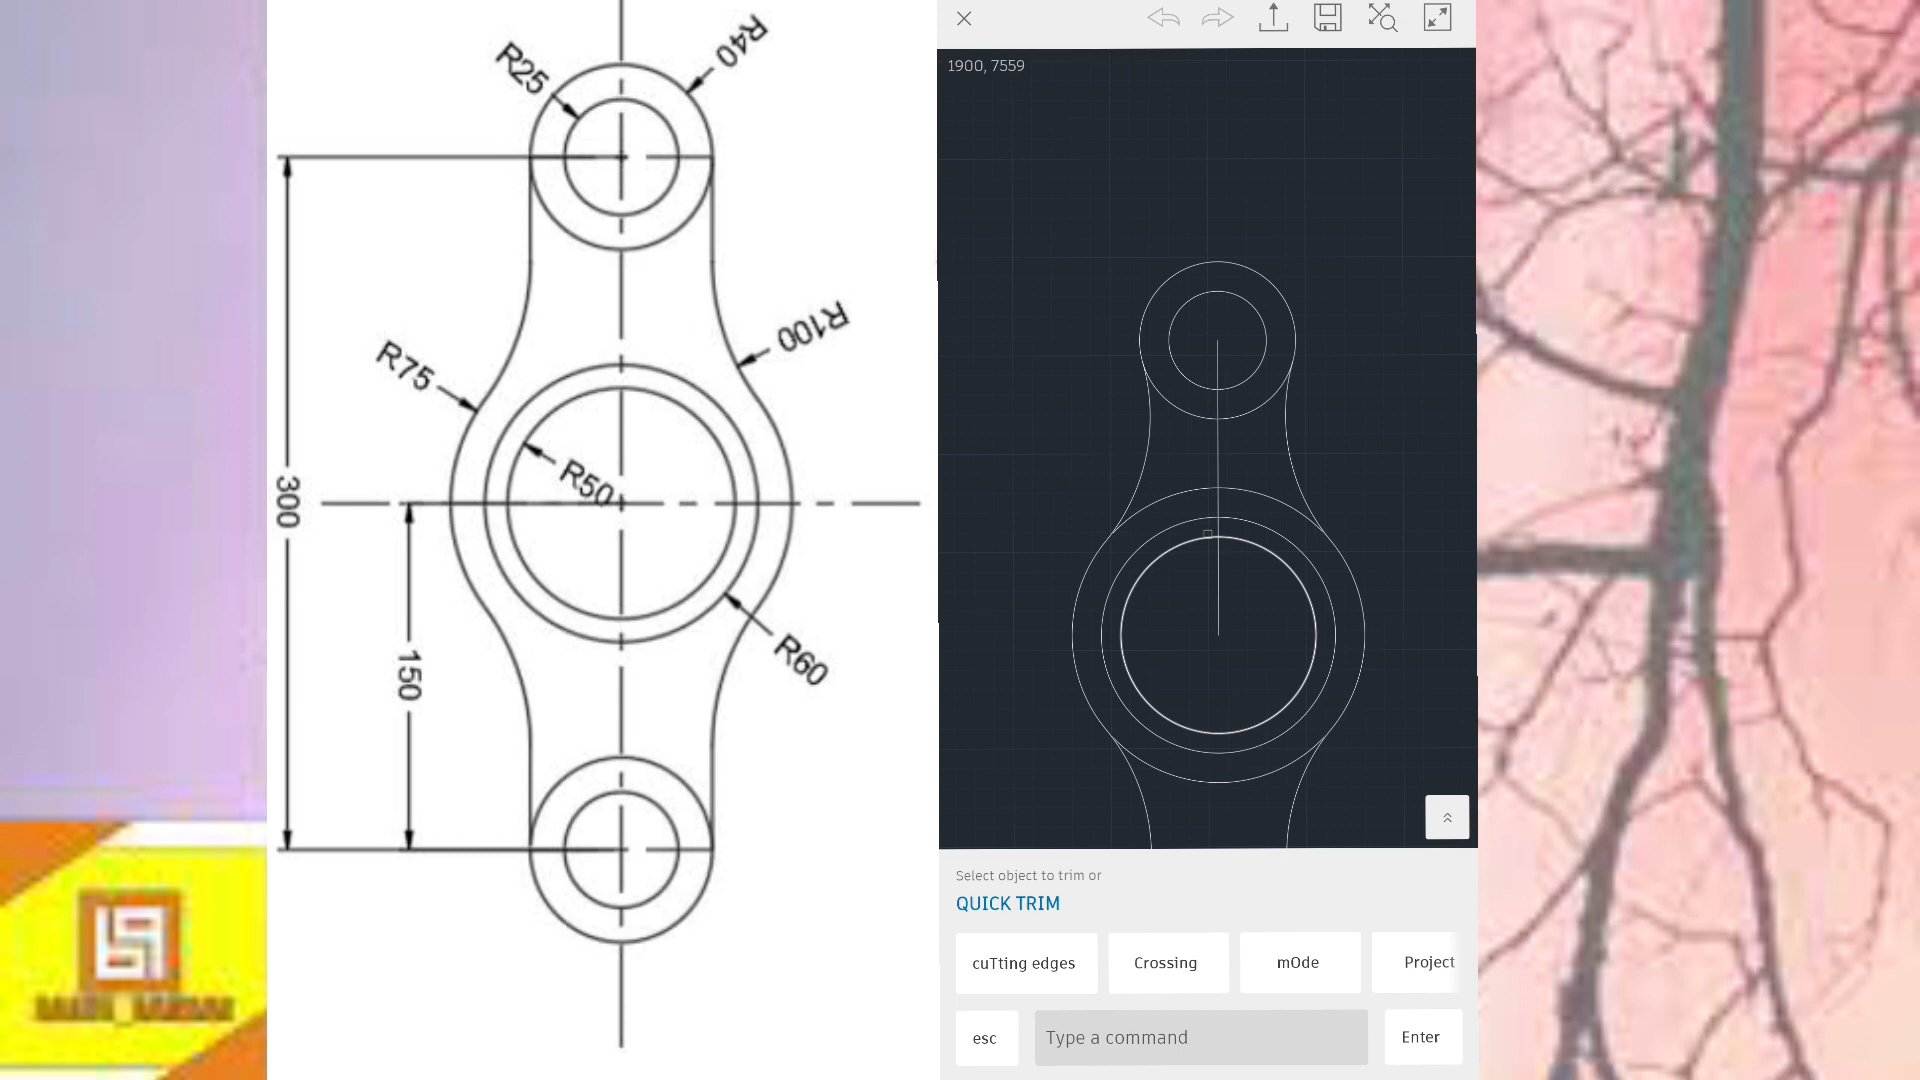 R25
R40
R100
R75
R50
300
150
R60
1900, 7559
Select object to trim or
QUICK TRIM
cuTting edges
Crossing
mOde
Project
esc
Type a command
Enter